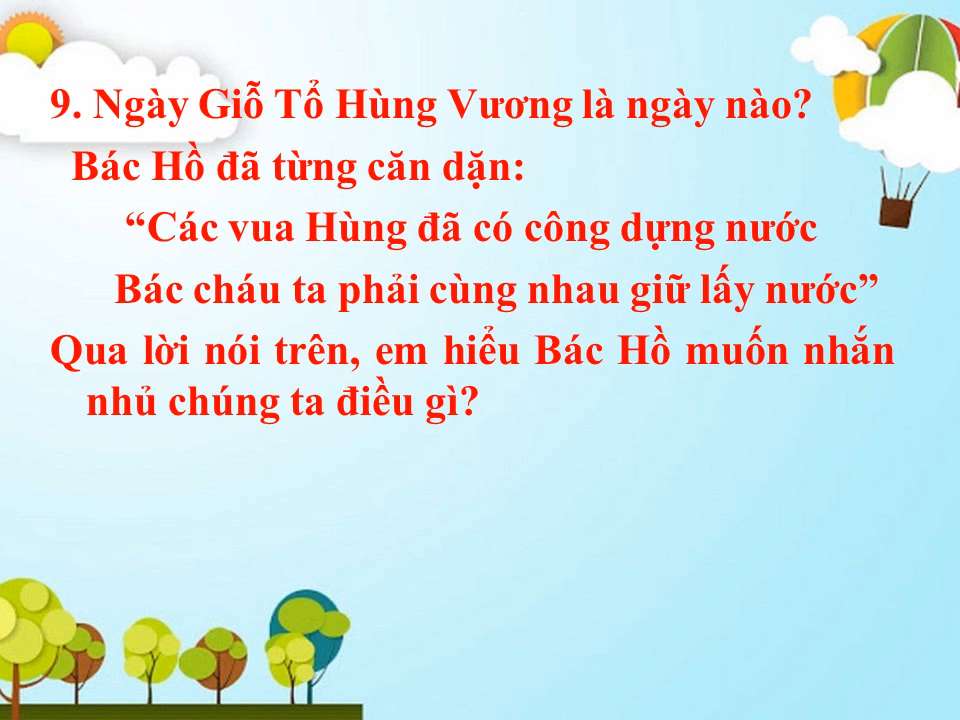 9. Ngày Giỗ Tổ Hùng Vương là ngày nào?
Bác Hồ đã từng căn dặn:
“Các vua Hùng đã có công dựng nước
Bác cháu ta phải cùng nhau giữ lấy nước”
Qua lời nói trên, em hiểu Bác Hồ muốn nhắn
nhủ chúng ta điều gì?